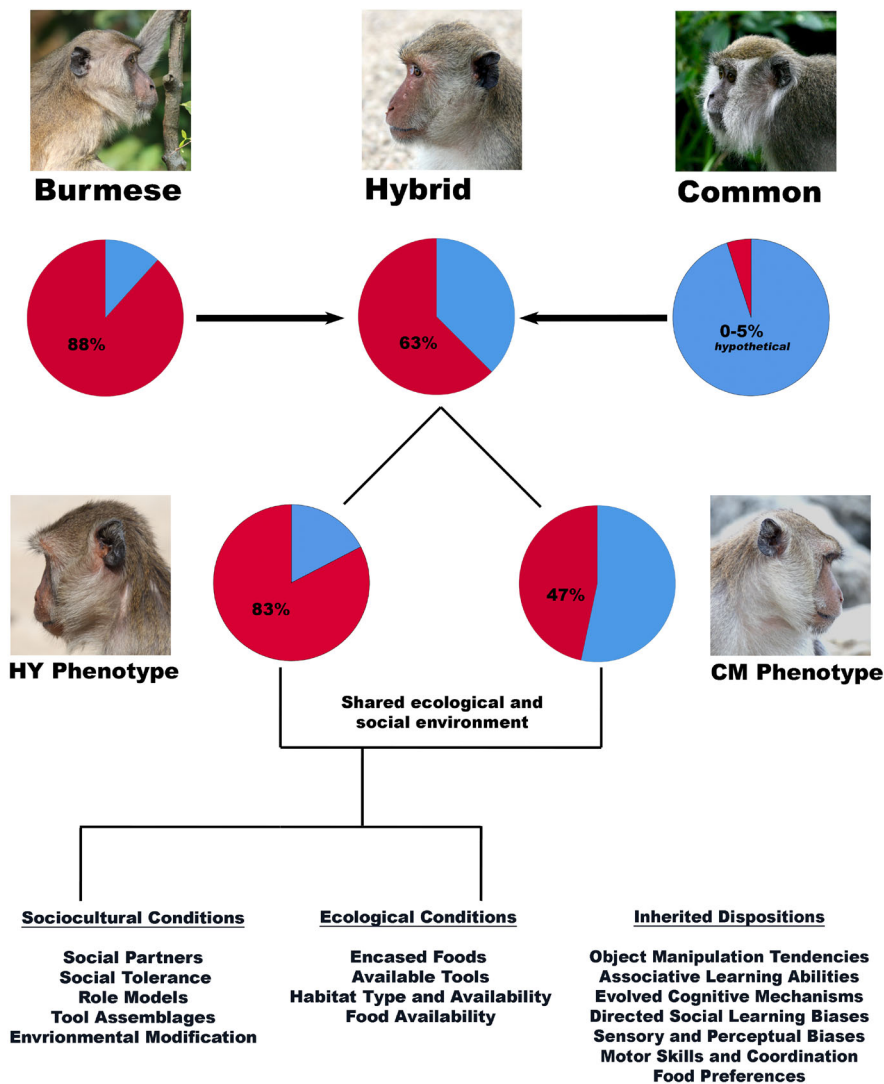 Burmese
Hybrid
Common
88%
63%
0-5%
hypothetical
HY Phenotype
83%
47%
CM Phenotype
Shared ecological and
social environment
Sociocultural Conditions
Social Partners
Social Tolerance
Role Models
Tool Assemblages
Envrionmental Modification
Ecological Conditions
Encased Foods
Available Tools
Habitat Type and Availability
Food Availability
Inherited Dispositions
Object Manipulation Tendencies
Associative Learning Abilities
Evolved Cognitive Mechanisms
Directed Social Learning Biases
Sensory and Perceptual Biases
Motor Skills and Coordination
Food Preferences